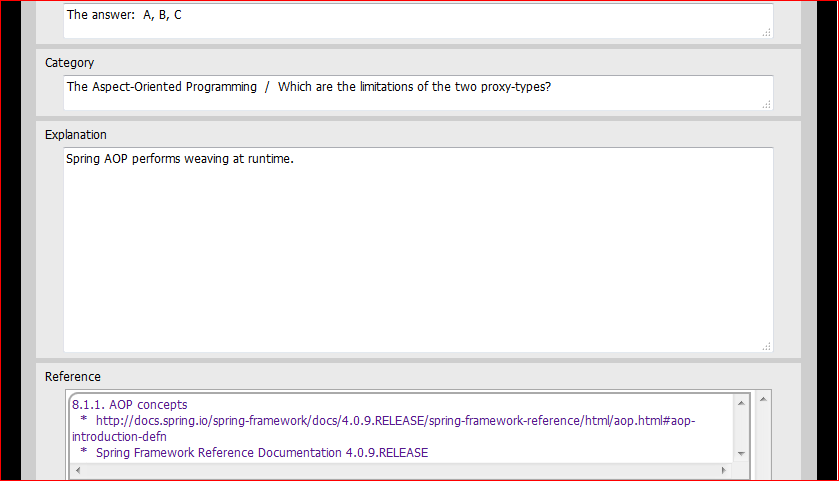 The answer:  A, B, C
Category
The Aspect-Oriented Programming  /  Which are the limitations of the two proxy-types?
Explanation
Spring AOP performs weaving at runtime.
Reference
8.1.1. AOP concepts
*  http://docs.spring.io/spring-framework/docs/4.0.9.RELEASE/spring-framework-reference/html/aop.html#aop-
introduction-defn
*  Spring Framework Reference Documentation 4.0.9.RELEASE